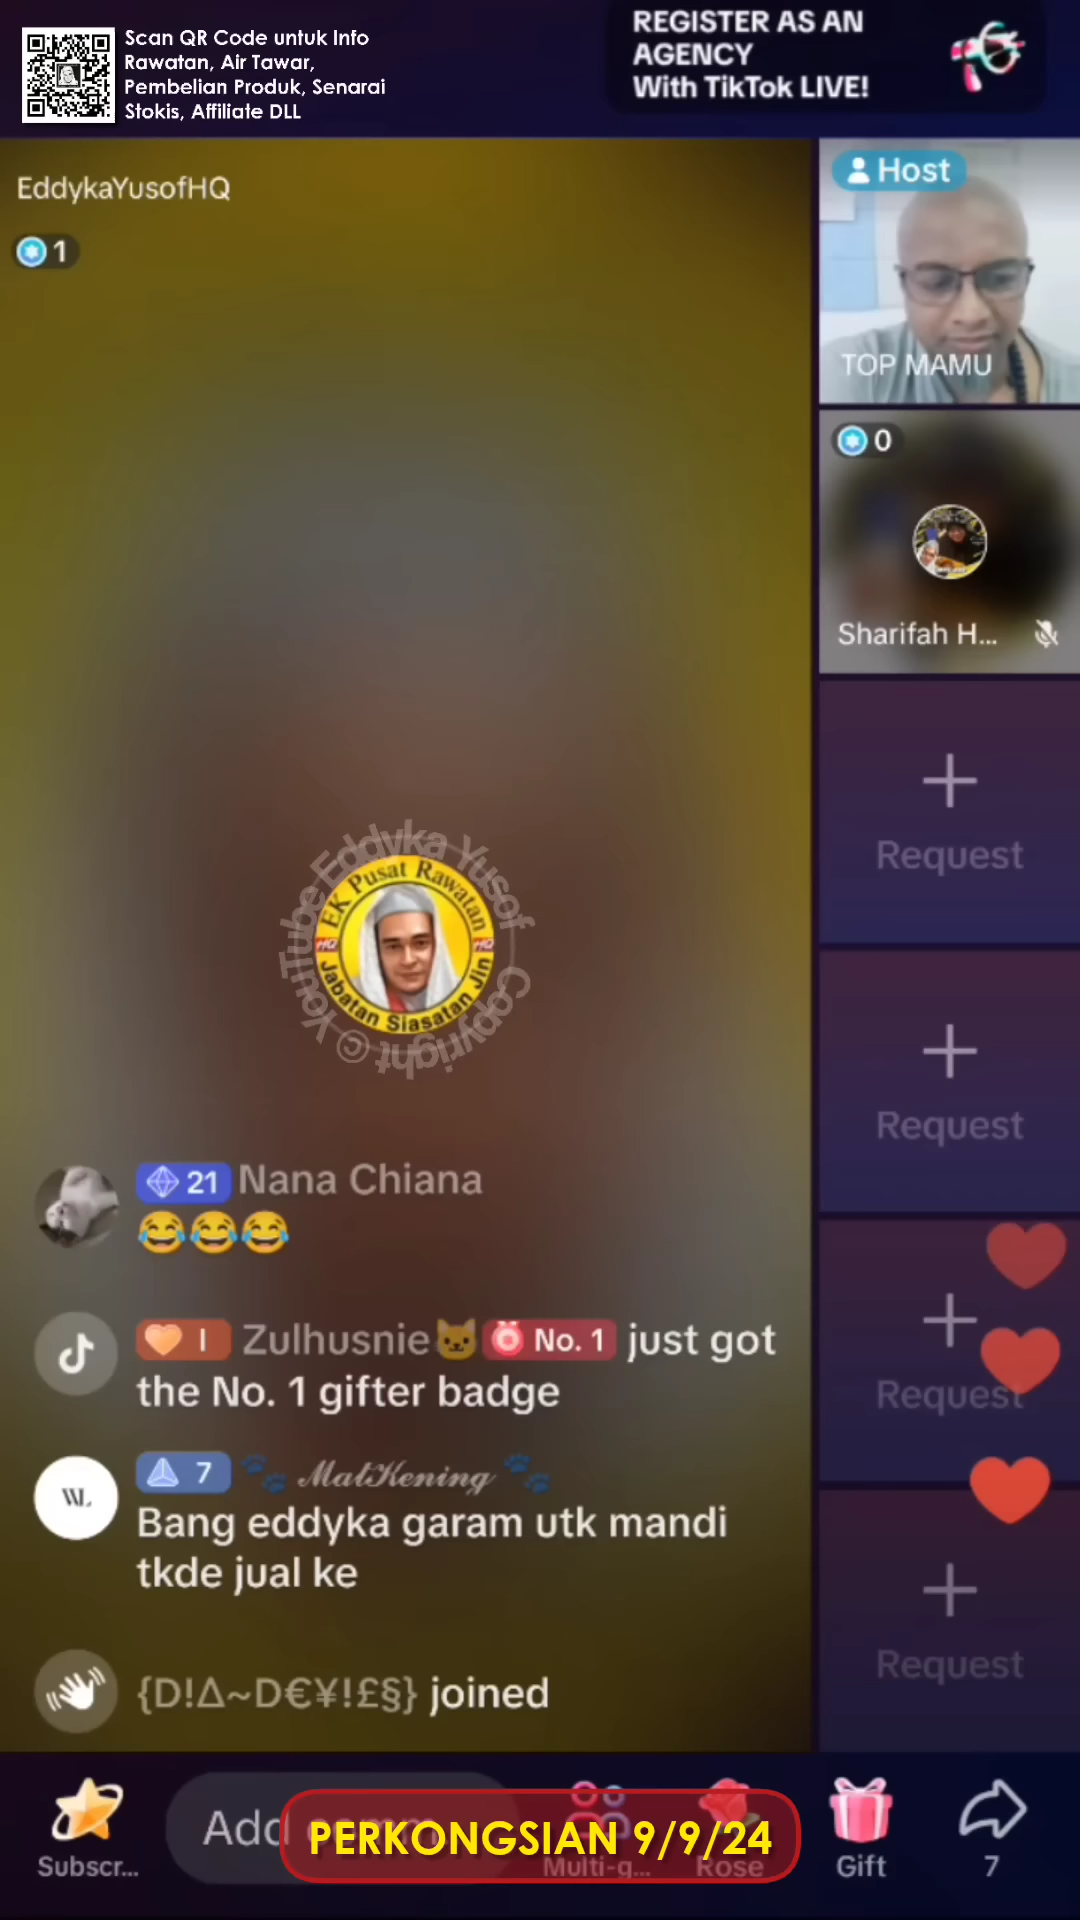 Scan QR Code untuk Info
Rawatan, Air Tawar,
Pembelian Produk, Senarai
Stokis, Affiliate DLL
REGISTER AS AN
AGENCY
With TikTok LIVE!
EddykaYusofHQ
1
Host
TOP MAMU
0
Sharifah H...
Request
Request
Request
Request
YouTube Eddyka Yusof Copyright ©
EK Pusat Rawatan
HQ HQ
Jabatan Siasatan Jin
21 Nana Chiana
😂😂😂
I Zulhusnie🐱 No. 1 just got
the No. 1 gifter badge
7 🐾 𝓜𝓪𝓽𝓚𝓮𝓷𝓲𝓷𝓰 🐾
Bang eddyka garam utk mandi
tkde jual ke
{D!Δ~D€¥!£§} joined
Add comm
PERKONGSIAN 9/9/24
Subscr...
Multi-g...
Rose
Gift
7